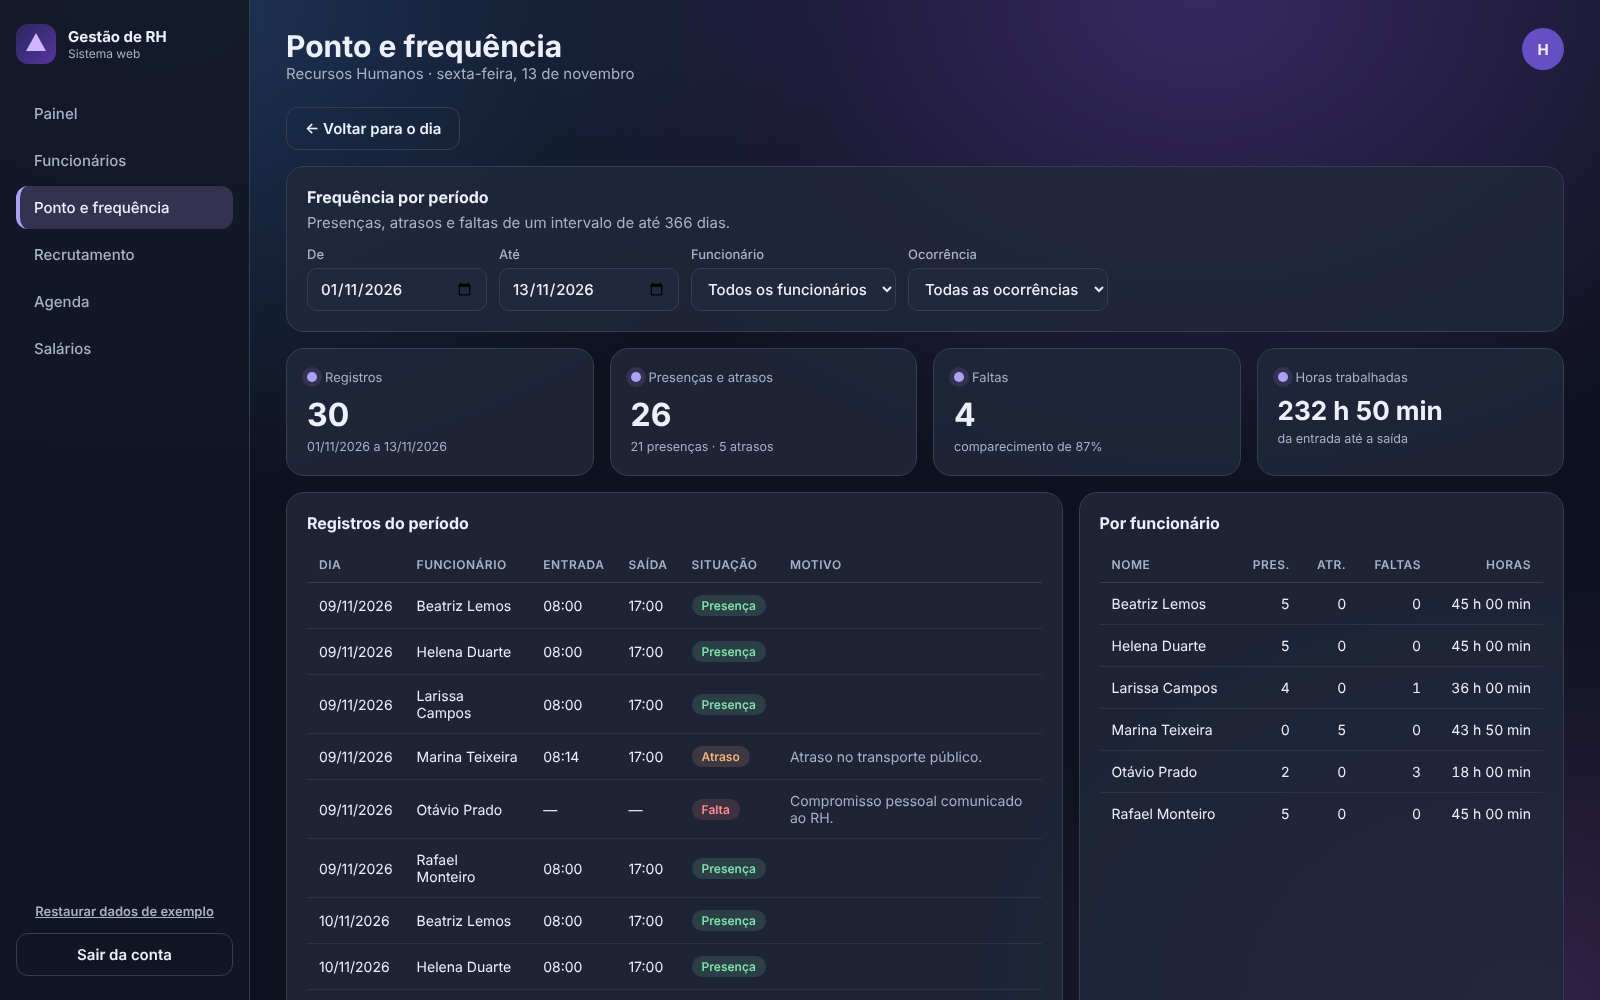 Gestão de RH
Sistema web
Painel
Funcionários
Ponto e frequência
Recrutamento
Agenda
Salários
Restaurar dados de exemplo
Sair da conta
Ponto e frequência
Recursos Humanos · sexta-feira, 13 de novembro
H
← Voltar para o dia
Frequência por período
Presenças, atrasos e faltas de um intervalo de até 366 dias.
De Até Funcionário Ocorrência
01/11/2026 13/11/2026 Todos os funcionários Todas as ocorrências
Registros
30
01/11/2026 a 13/11/2026
Presenças e atrasos
26
21 presenças · 5 atrasos
Faltas
4
comparecimento de 87%
Horas trabalhadas
232 h 50 min
da entrada até a saída
Registros do período
DIA FUNCIONÁRIO ENTRADA SAÍDA SITUAÇÃO MOTIVO
09/11/2026 Beatriz Lemos 08:00 17:00 Presença
09/11/2026 Helena Duarte 08:00 17:00 Presença
09/11/2026 Larissa Campos 08:00 17:00 Presença
09/11/2026 Marina Teixeira 08:14 17:00 Atraso Atraso no transporte público.
09/11/2026 Otávio Prado — — Falta Compromisso pessoal comunicado ao RH.
09/11/2026 Rafael Monteiro 08:00 17:00 Presença
10/11/2026 Beatriz Lemos 08:00 17:00 Presença
10/11/2026 Helena Duarte 08:00 17:00 Presença
Por funcionário
NOME PRES. ATR. FALTAS HORAS
Beatriz Lemos 5 0 0 45 h 00 min
Helena Duarte 5 0 0 45 h 00 min
Larissa Campos 4 0 1 36 h 00 min
Marina Teixeira 0 5 0 43 h 50 min
Otávio Prado 2 0 3 18 h 00 min
Rafael Monteiro 5 0 0 45 h 00 min